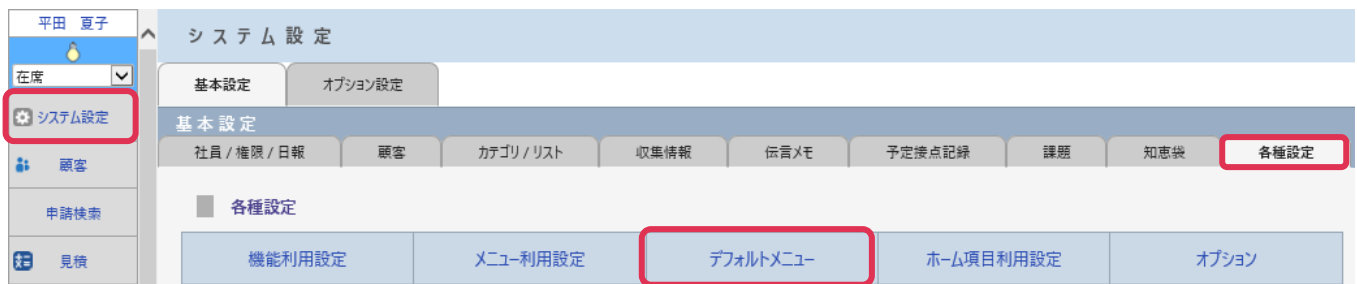 平田 夏子
在席
システム設定
顧客
申請検索
見積
システム設定
基本設定 オプション設定
基本設定
社員 / 権限 / 日報 顧客 カテゴリ / リスト 収集情報 伝言メモ 予定接点記録 課題 知恵袋 各種設定
各種設定
機能利用設定 メニュー利用設定 デフォルトメニュー ホーム項目利用設定 オプション